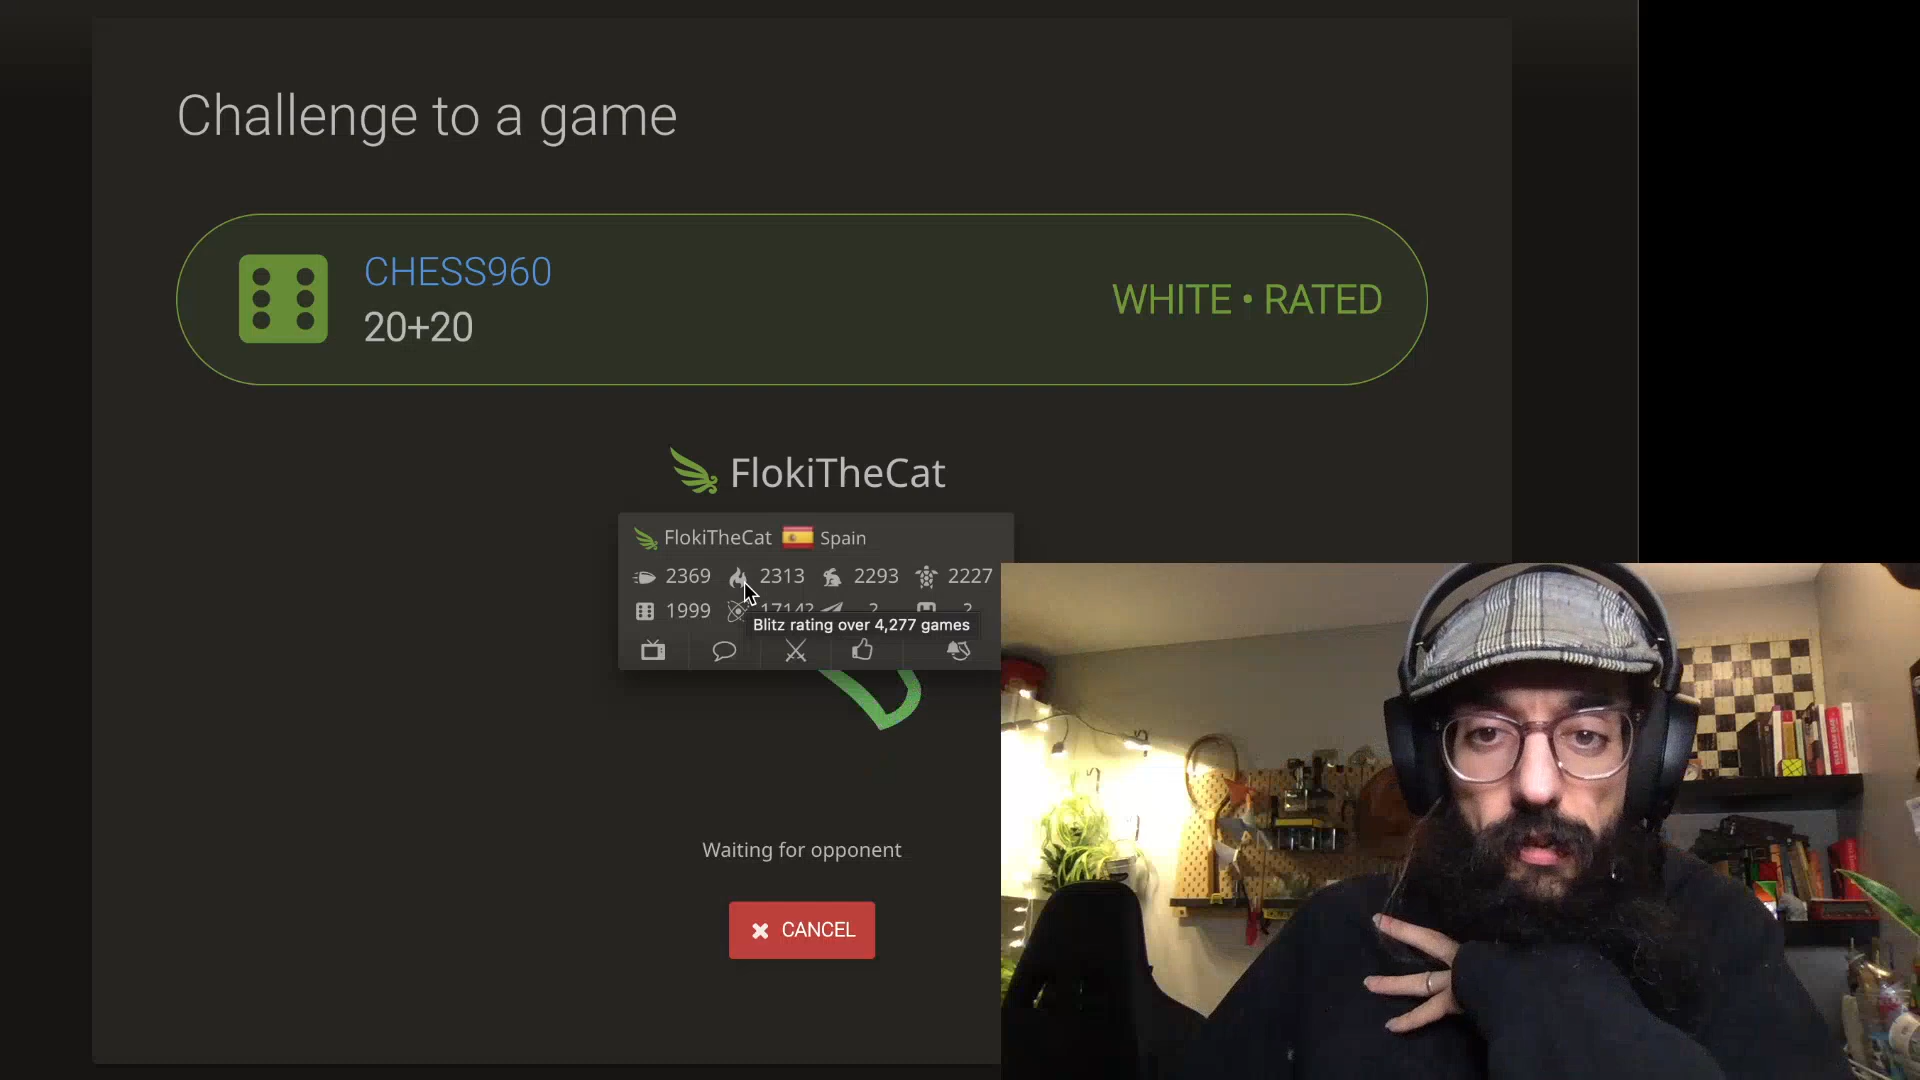 Challenge to a game
CHESS960
20+20
WHITE • RATED
FlokiTheCat
FlokiTheCat Spain
2369 2313 2293 2227
1999 1714? ? ?
Blitz rating over 4,277 games
Waiting for opponent
CANCEL